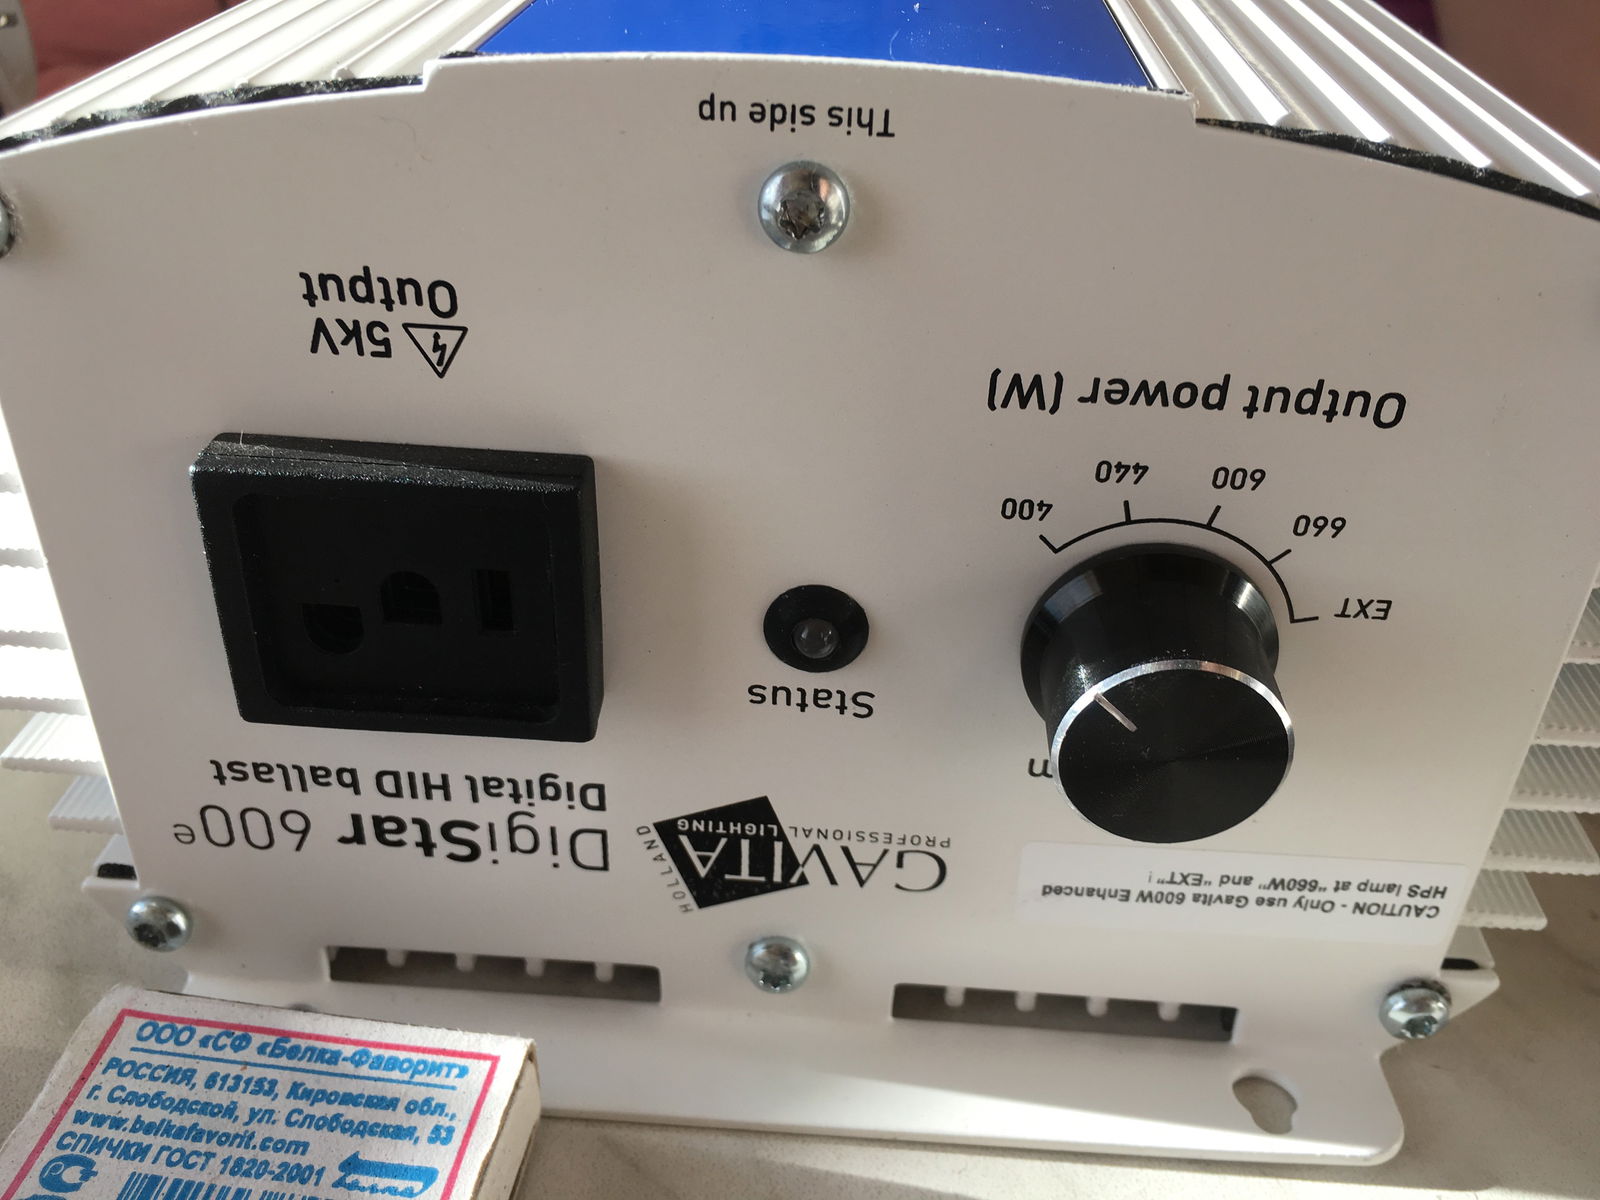 This side up
5kV
Output
Output power (W)
400
440
600
660
EXT
Status
DigiStar 600e
Digital HID ballast
HOLLAND
GAVITA
PROFESSIONAL LIGHTING
CAUTION - Only use Gavita 600W Enhanced
HPS lamp at "660W" and "EXT"!
ООО «СФ «Белка-Фаворит»
РОССИЯ, 613153, Кировская обл.,
г. Слободской, ул. Слободская, 53
www.belkafavorit.com
СПИЧКИ ГОСТ 1820-2001